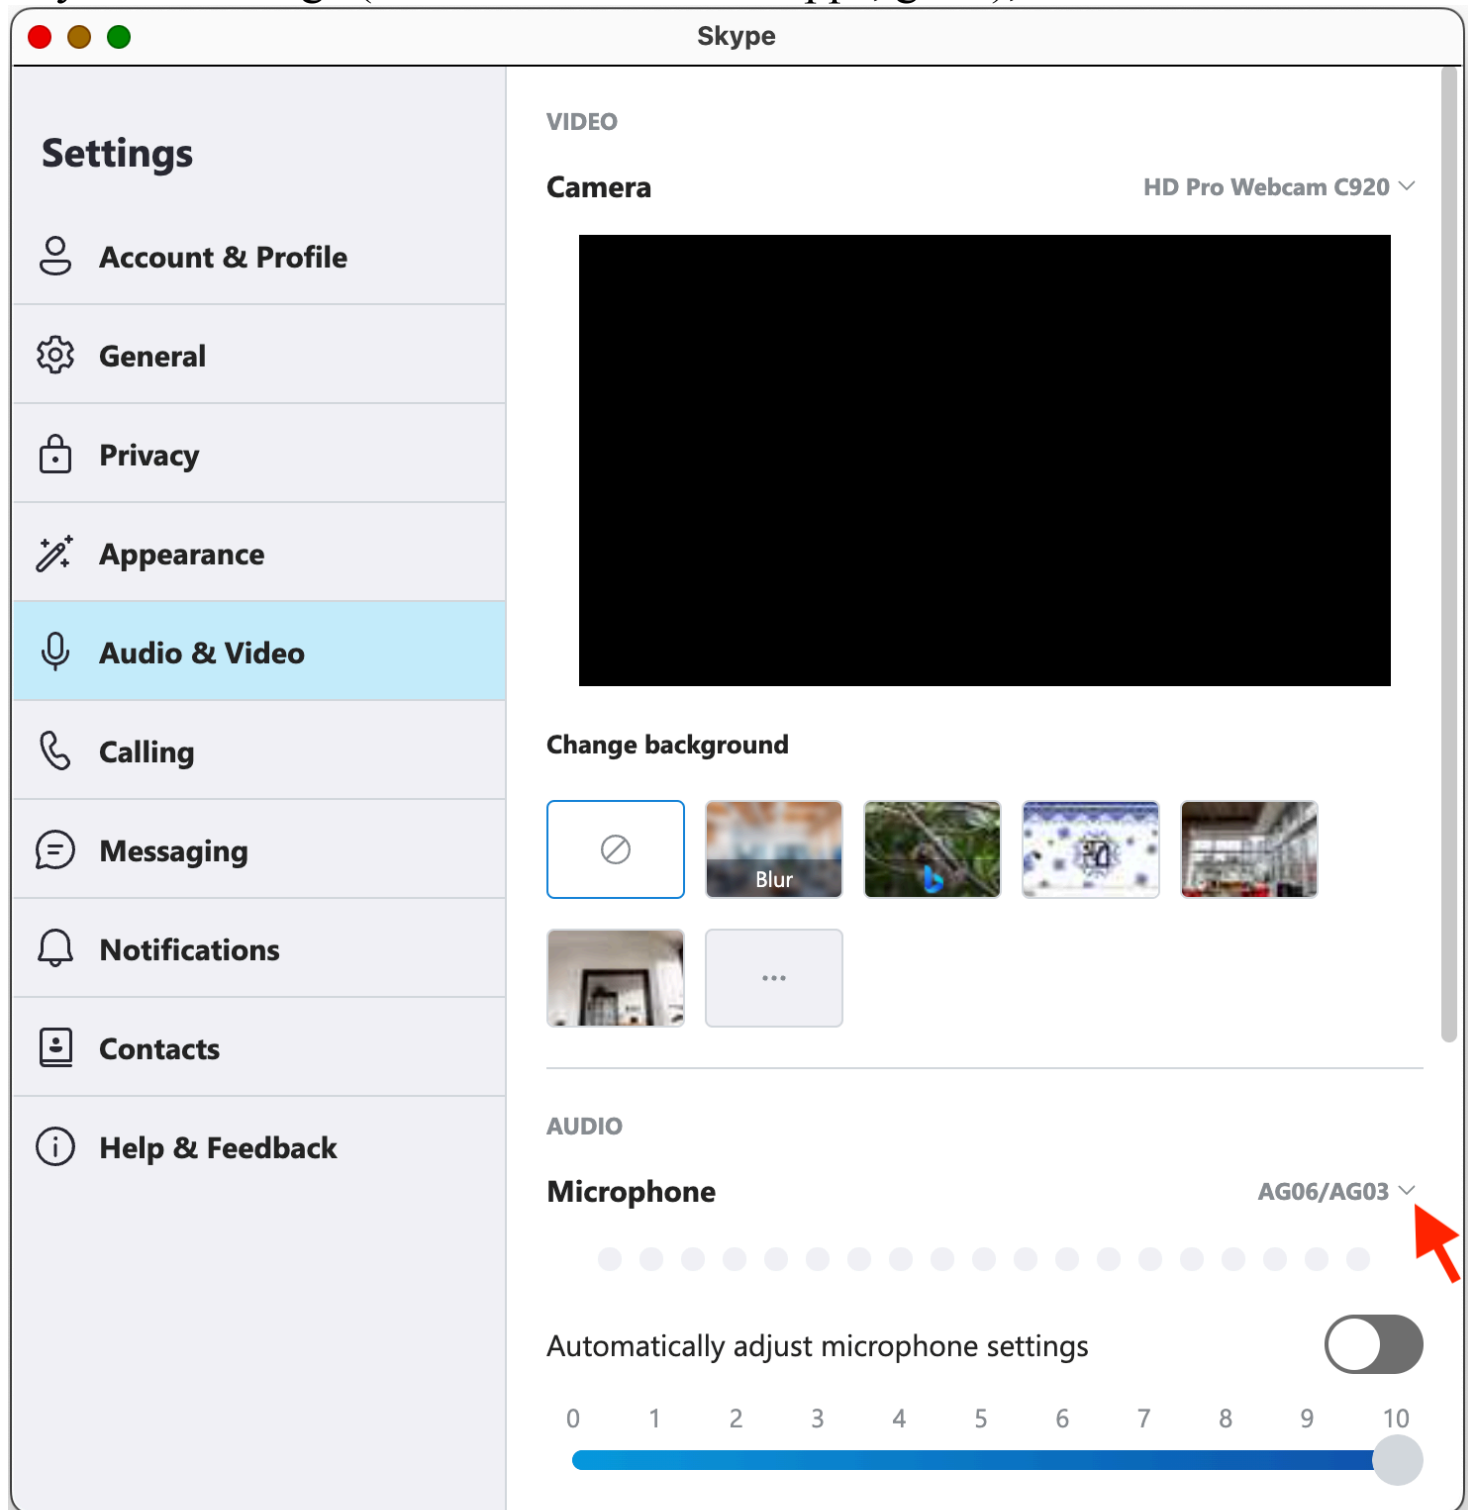 Skype
Settings
Account & Profile
General
Privacy
Appearance
Audio & Video
Calling
Messaging
Notifications
Contacts
Help & Feedback
VIDEO
Camera
HD Pro Webcam C920
Change background
Blur
AUDIO
Microphone
AG06/AG03
Automatically adjust microphone settings
0 1 2 3 4 5 6 7 8 9 10